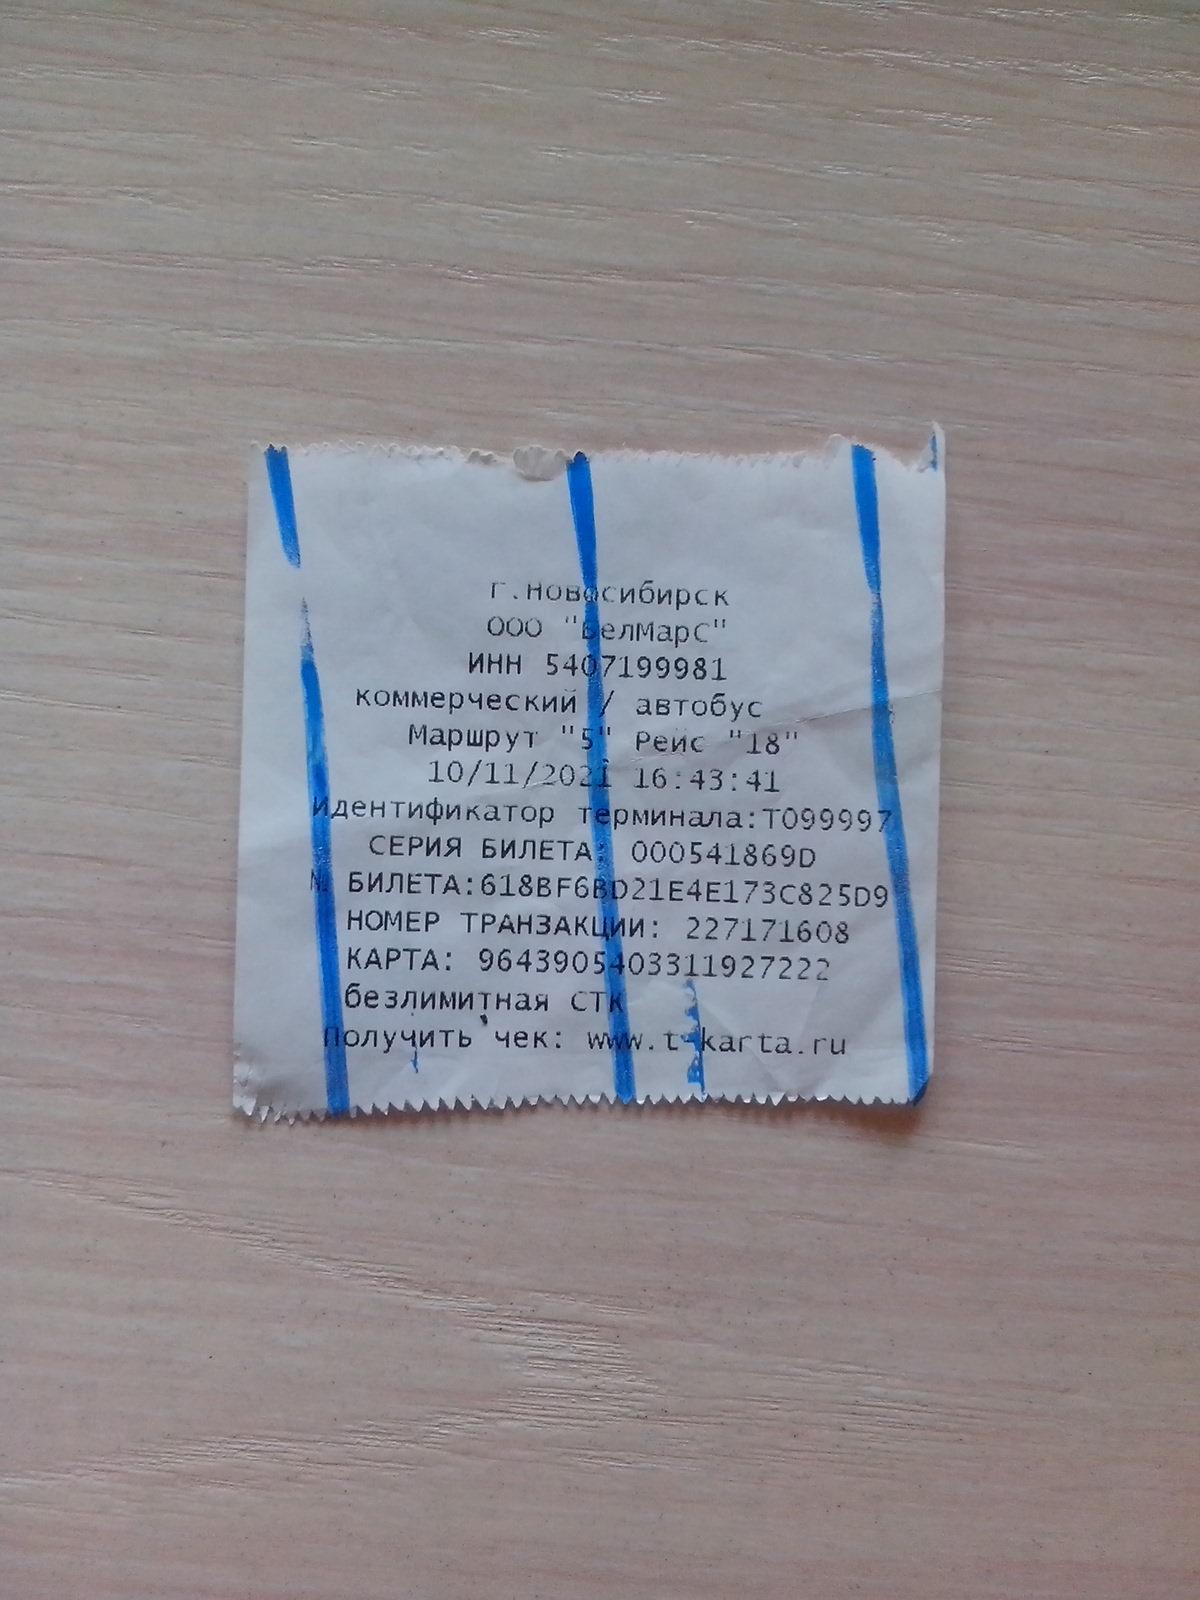 г.Новосибирск
ООО "БелМарС"
ИНН 5407199981
коммерческий / автобус
Маршрут "5" Рейс "18"
10/11/2021 16:43:41
Идентификатор терминала:T099997
СЕРИЯ БИЛЕТА: 000541869D
№ БИЛЕТА:618BF6BD21E4E173C825D9
НОМЕР ТРАНЗАКЦИИ: 227171608
КАРТА: 9643905403311927222
безлимитная СТК
Получить чек: www.t-karta.ru